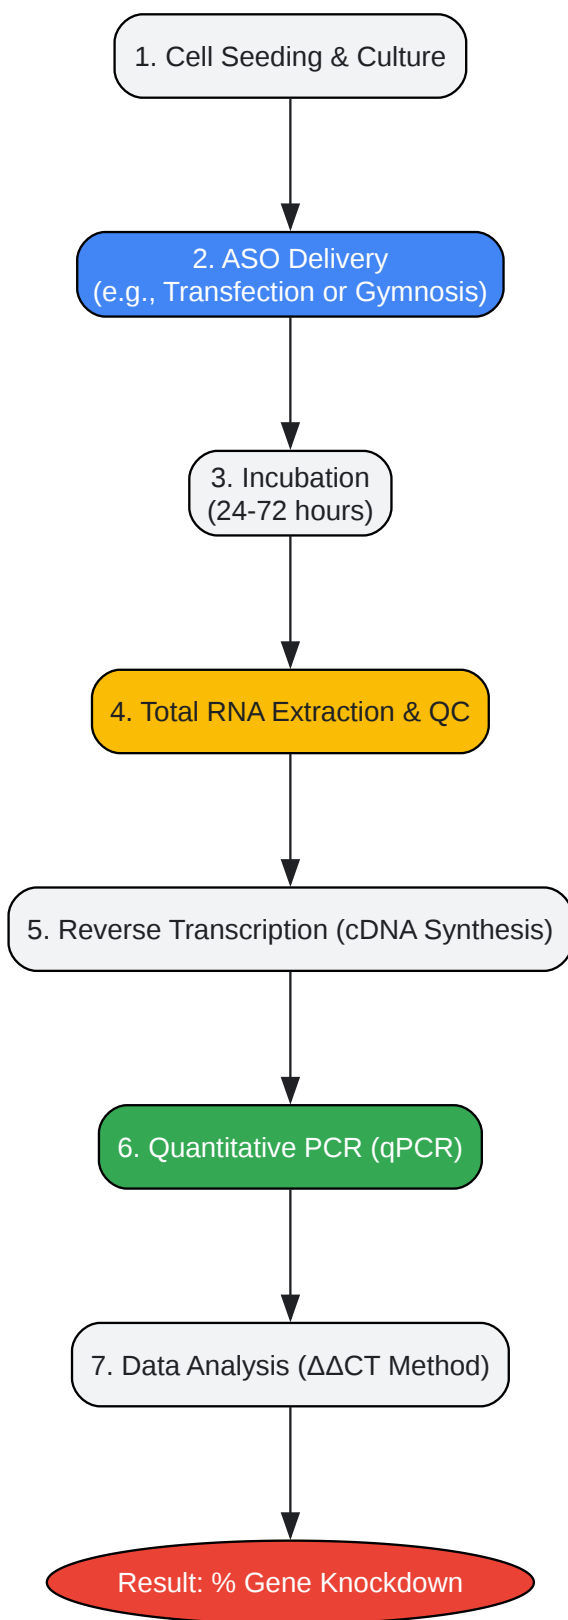 1. Cell Seeding & Culture
2. ASO Delivery
(e.g., Transfection or Gymnosis)
3. Incubation
(24-72 hours)
4. Total RNA Extraction & QC
5. Reverse Transcription (cDNA Synthesis)
6. Quantitative PCR (qPCR)
7. Data Analysis (ΔΔCT Method)
Result: % Gene Knockdown